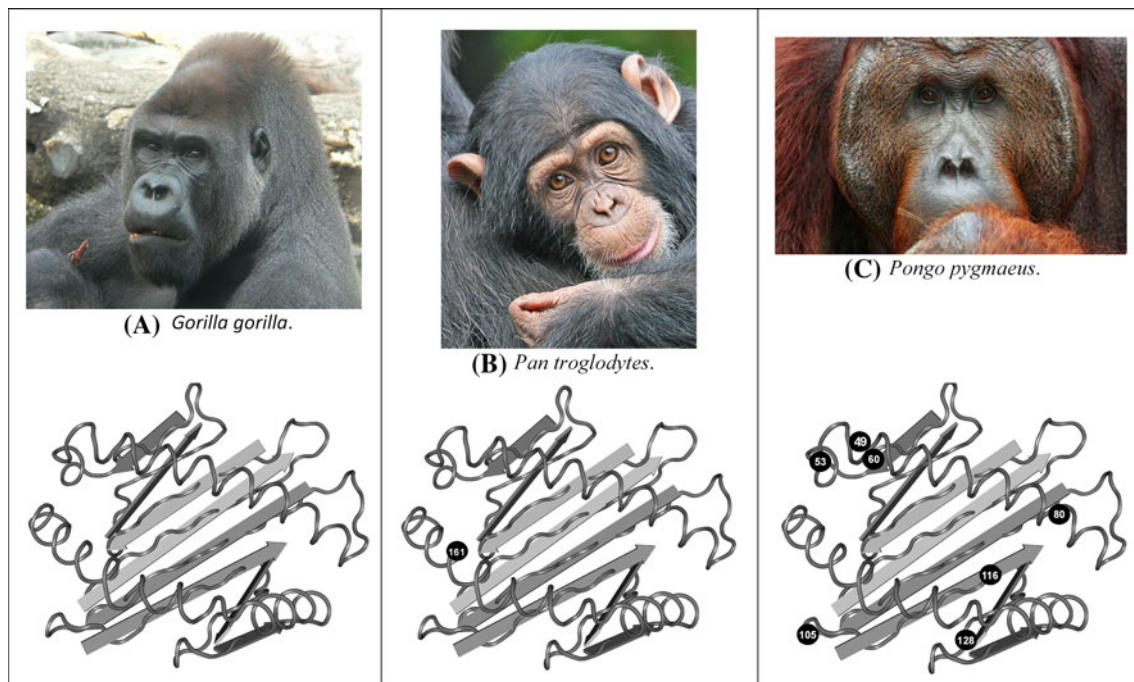 (A) Gorilla gorilla.
(B) Pan troglodytes.
(C) Pongo pygmaeus.
161
49
53
60
80
116
105
128